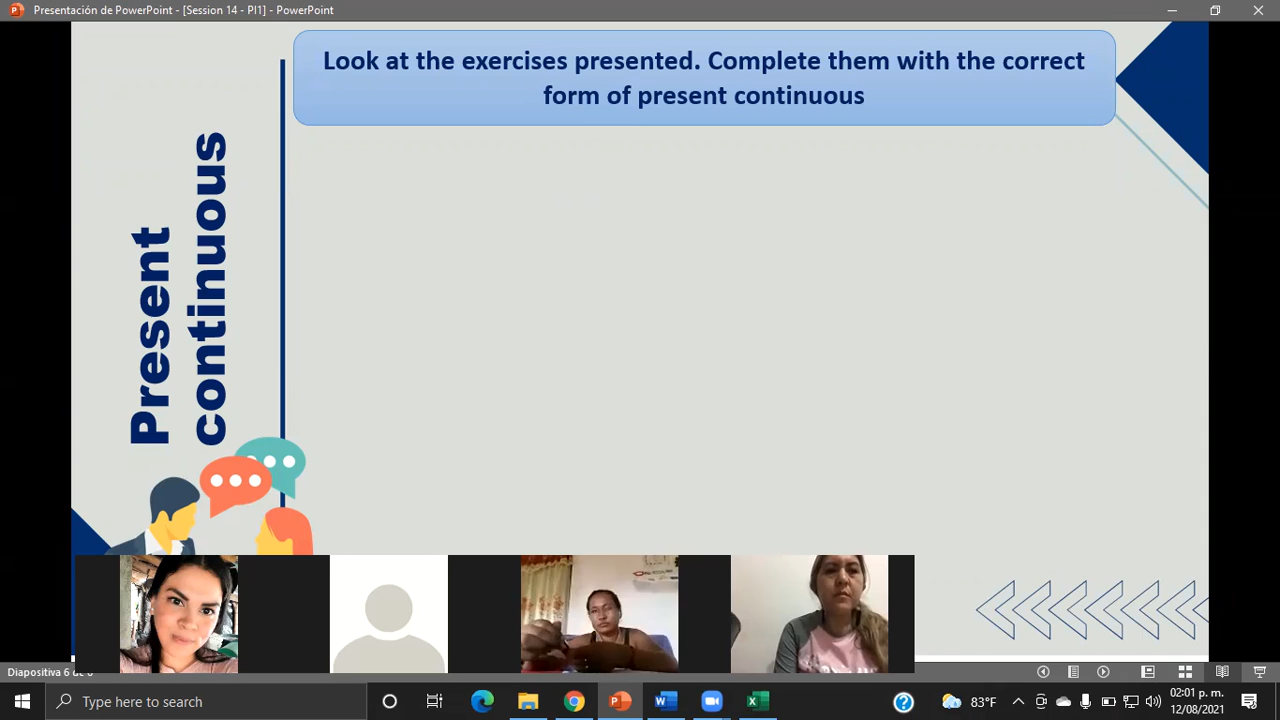 Presentación de PowerPoint - [Session 14 - PI1] - PowerPoint
Look at the exercises presented. Complete them with the correct
form of present continuous
Present
continuous
Type here to search
83°F
02:01 p. m.
12/08/2021